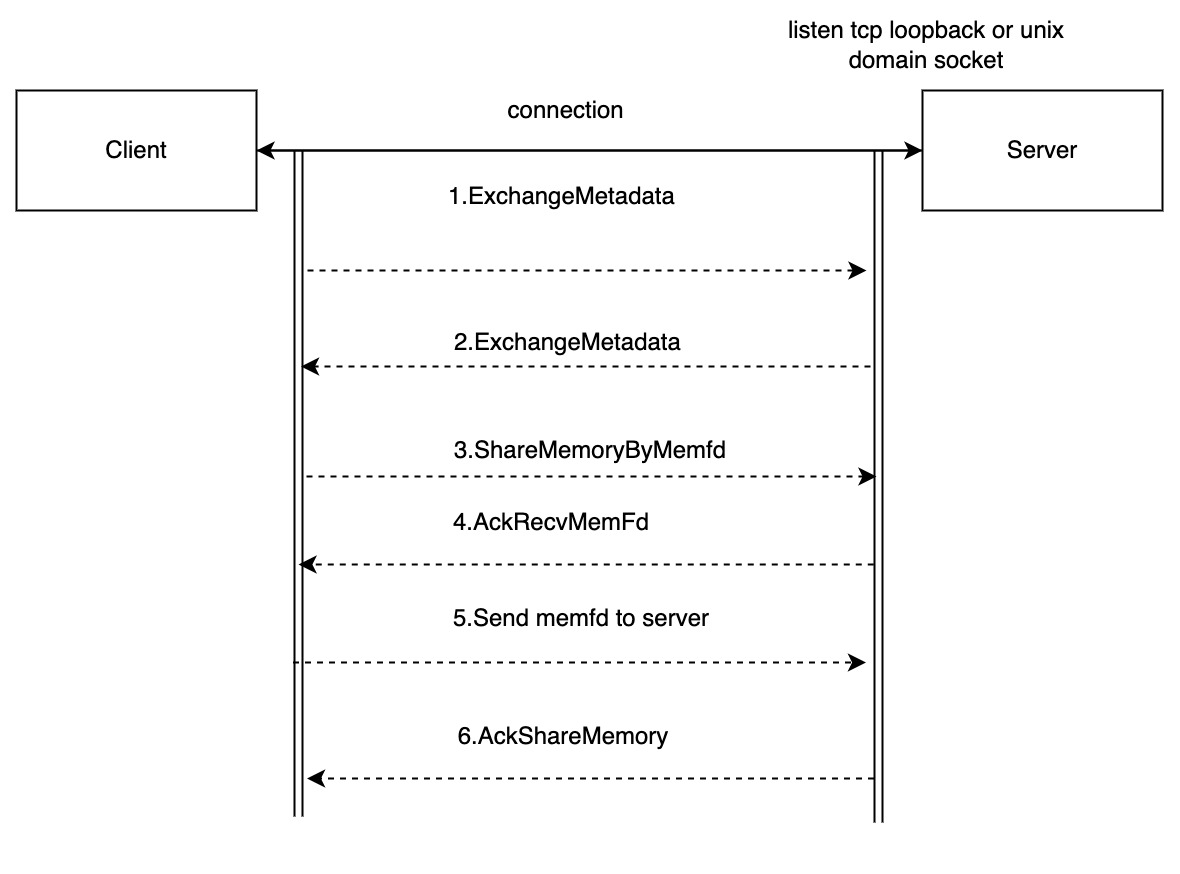 listen tcp loopback or unix
domain socket
connection
Client
Server
1.ExchangeMetadata
2.ExchangeMetadata
3.ShareMemoryByMemfd
4.AckRecvMemFd
5.Send memfd to server
6.AckShareMemory